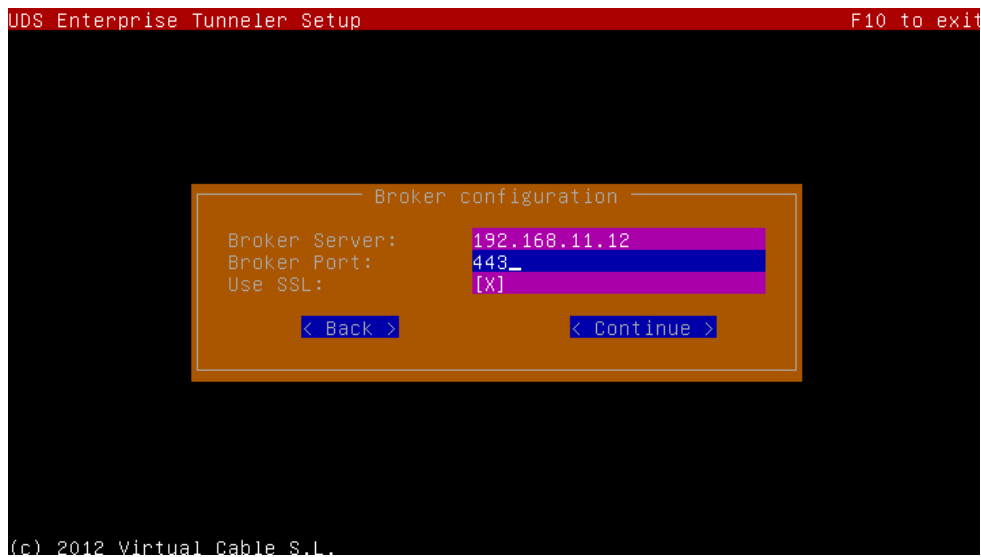 UDS Enterprise Tunneler Setup F10 to exit
Broker configuration
Broker Server: 192.168.11.12
Broker Port: 443_
Use SSL: [X]
< Back > < Continue >
(c) 2012 Virtual Cable S.L.